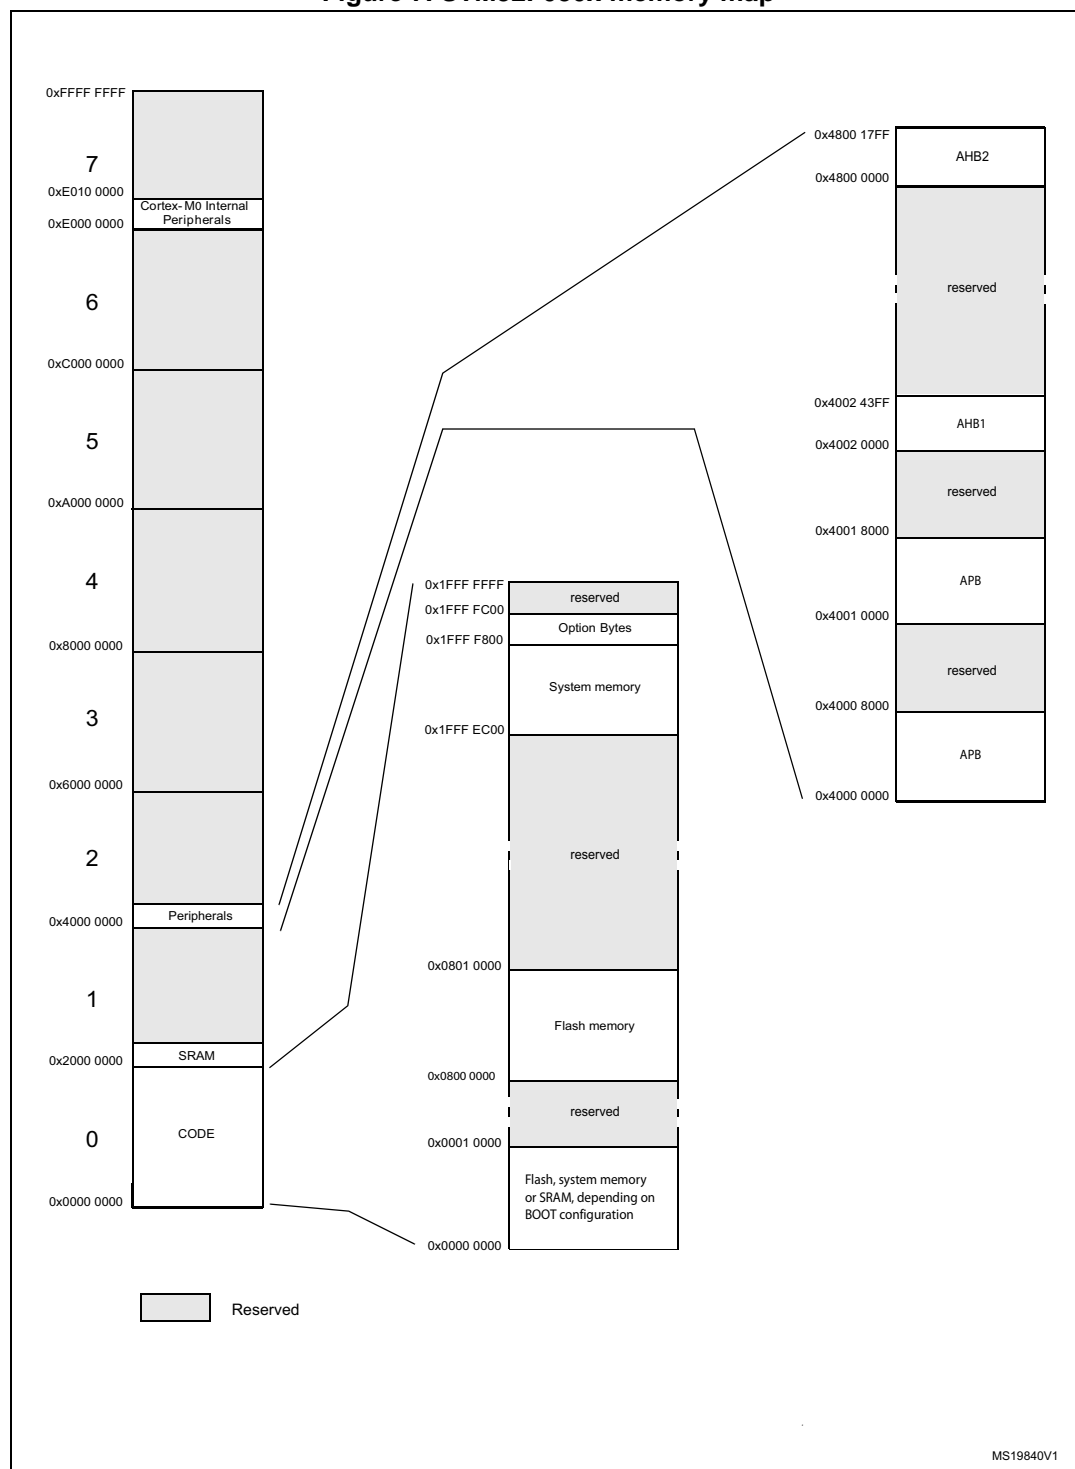 0xFFFF FFFF
7
0xE010 0000
Cortex-M0 Internal
Peripherals
0xE000 0000
6
0xC000 0000
5
0xA000 0000
4
0x8000 0000
3
0x6000 0000
2
Peripherals
0x4000 0000
1
SRAM
0x2000 0000
0
CODE
0x0000 0000
0x1FFF FFFF
reserved
0x1FFF FC00
Option Bytes
0x1FFF F800
System memory
0x1FFF EC00
reserved
0x0801 0000
Flash memory
0x0800 0000
reserved
0x0001 0000
Flash, system memory
or SRAM, depending on
BOOT configuration
0x0000 0000
0x4800 17FF
AHB2
0x4800 0000
reserved
0x4002 43FF
AHB1
0x4002 0000
reserved
0x4001 8000
APB
0x4001 0000
reserved
0x4000 8000
APB
0x4000 0000
Reserved
MS19840V1